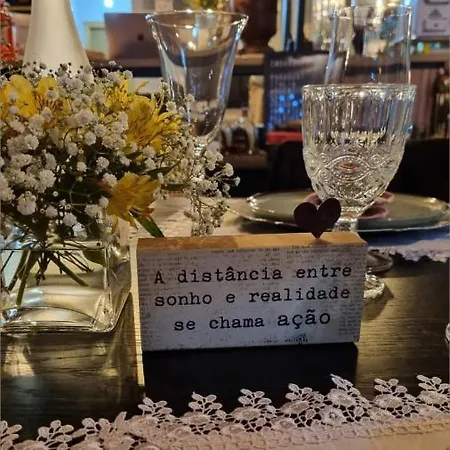 A distância entre
sonho e realidade
se chama ação